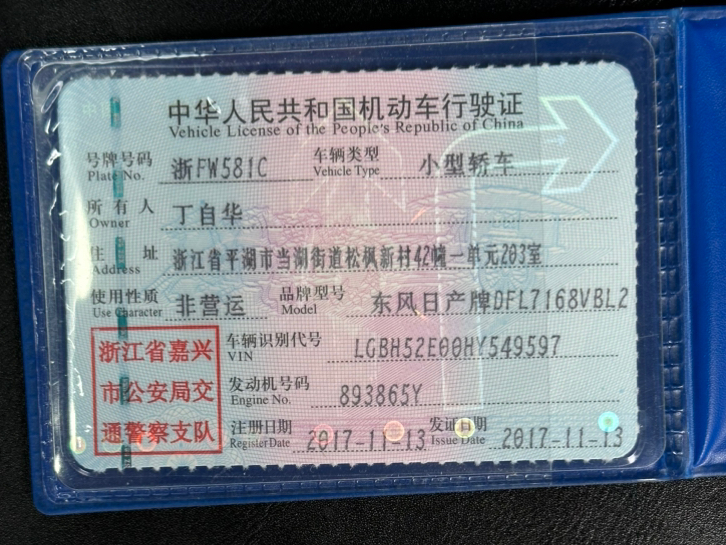 中华人民共和国机动车行驶证
Vehicle License of the People's Republic of China
号牌号码 浙FW581C 车辆类型 小型轿车
Plate No. Vehicle Type
所有人 丁自华
Owner
住址 浙江省平湖市当湖街道松枫新村42幢一单元203室
Address
使用性质 非营运 品牌型号 东风日产牌DFL7168VBL2
Use Character Model
浙江省嘉兴
市公安局交
通警察支队
车辆识别代号 LGBH52E00HY549597
VIN
发动机号码 893865Y
Engine No.
注册日期 2017-11-13 发证日期 2017-11-13
Register Date Issue Date